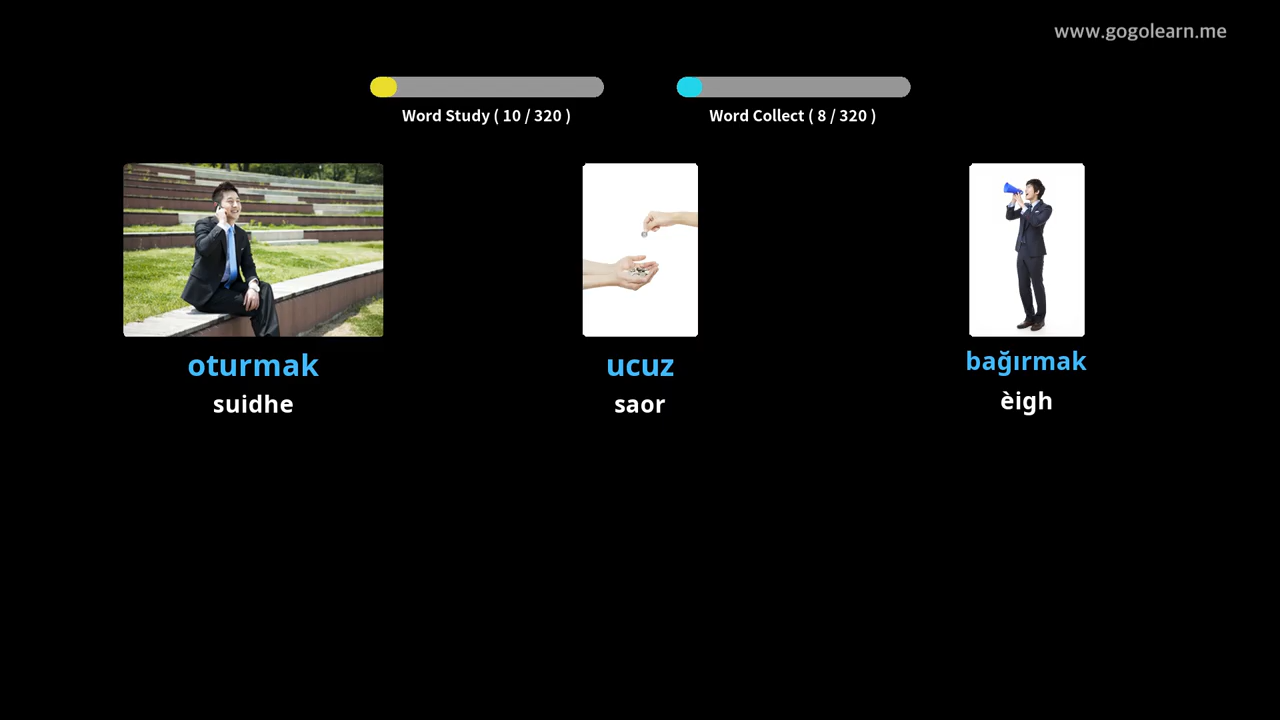 www.gogolearn.me
Word Study ( 10 / 320 )
Word Collect ( 8 / 320 )
oturmak
suidhe
ucuz
saor
bağırmak
èigh